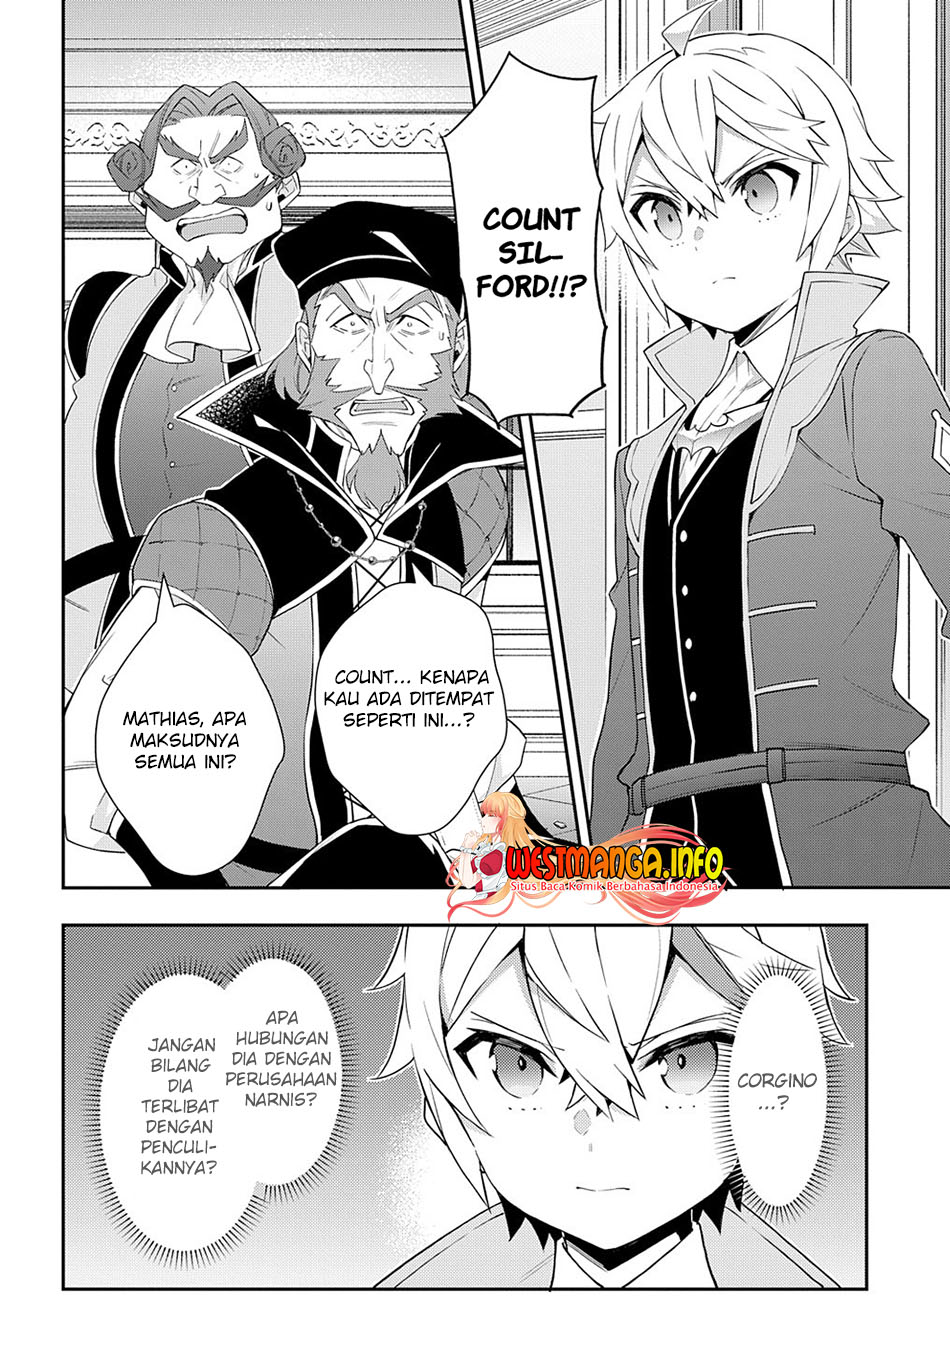 COUNT
SIL-
FORD!!?
COUNT... KENAPA
KAU ADA DITEMPAT
SEPERTI INI...?
MATHIAS, APA
MAKSUDNYA
SEMUA INI?
WESTMANGA.INFO
Situs Baca Komik Berbahasa Indonesia
CORGINO
...?
APA
HUBUNGAN
DIA DENGAN
PERUSAHAAN
NARNIS?
JANGAN
BILANG
DIA
TERLIBAT
DENGAN
PENCULI-
KANNYA?